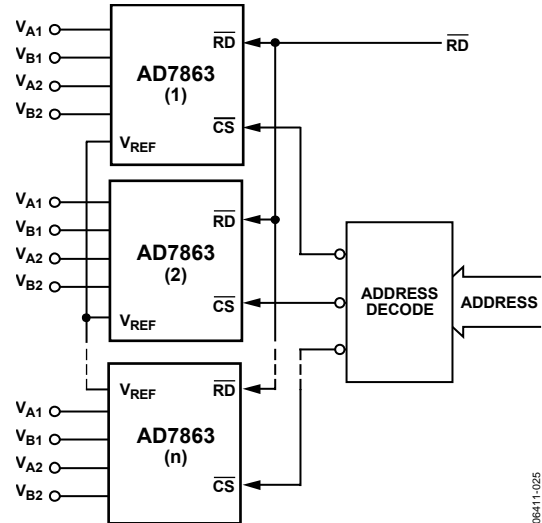 VA1
VB1
VA2
VB2
AD7863
(1)
VREF
RD
CS
RD
VA1
VB1
VA2
VB2
AD7863
(2)
VREF
RD
CS
ADDRESS
DECODE
ADDRESS
VREF
RD
VA1
VB1
VA2
VB2
AD7863
(n)
CS
06411-025